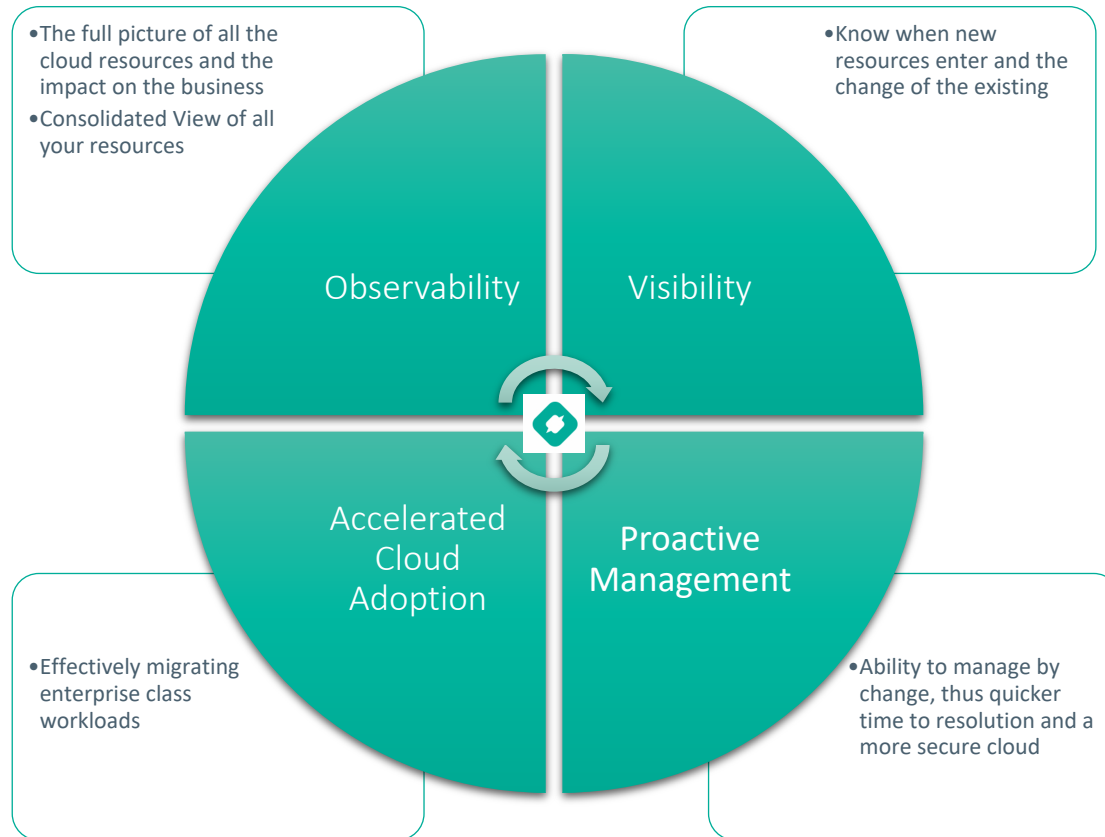 •The full picture of all the
cloud resources and the
impact on the business
•Consolidated View of all
your resources
•Know when new
resources enter and the
change of the existing
Observability
Visibility
Accelerated
Cloud
Adoption
Proactive
Management
•Effectively migrating
enterprise class
workloads
•Ability to manage by
change, thus quicker
time to resolution and a
more secure cloud